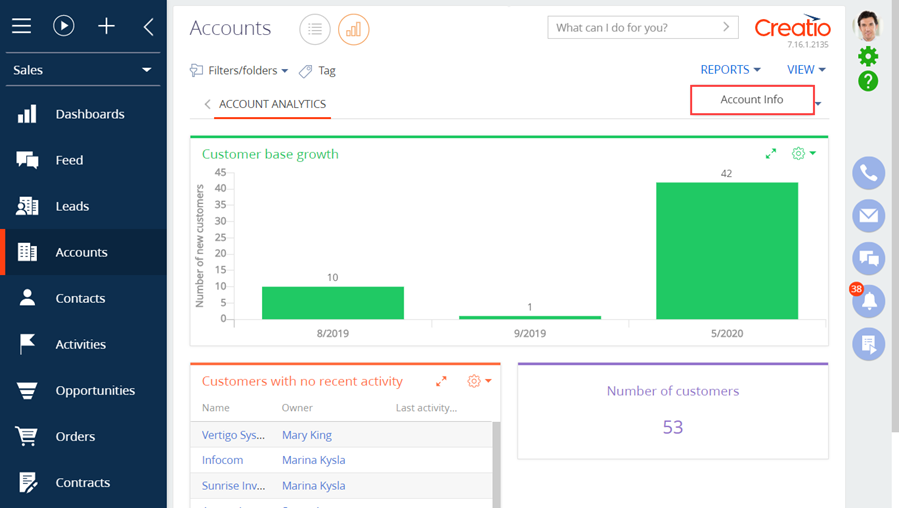 Sales
Dashboards
Feed
Leads
Accounts
Contacts
Activities
Opportunities
Orders
Contracts
Accounts
What can I do for you?
Creatio
7.16.1.2135
Filters/folders
Tag
REPORTS
VIEW
Account Info
ACCOUNT ANALYTICS
Customer base growth
Number of new customers
45
40
35
30
25
20
15
10
5
0
10
1
42
8/2019
9/2019
5/2020
Customers with no recent activity
Name Owner Last activity...
Vertigo Sys... Mary King
Infocom Marina Kysla
Sunrise Inv... Marina Kysla
Number of customers
53
?
38